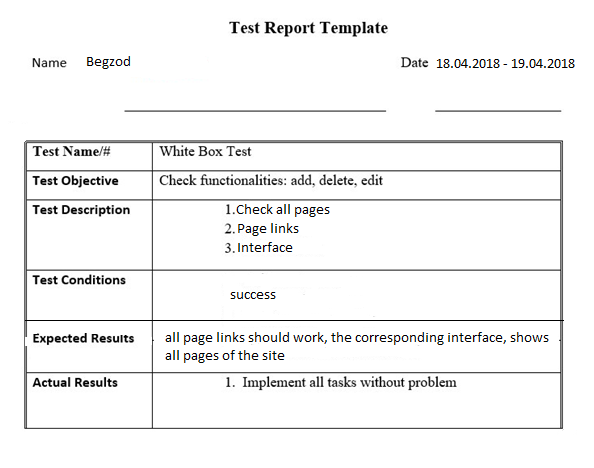 Test Report Template
Name Begzod Date 18.04.2018 - 19.04.2018
Test Name/# White Box Test
Test Objective Check functionalities: add, delete, edit
Test Description 1.Check all pages
2.Page links
3.Interface
Test Conditions
success
Expected Results all page links should work, the corresponding interface, shows
all pages of the site
Actual Results 1. Implement all tasks without problem